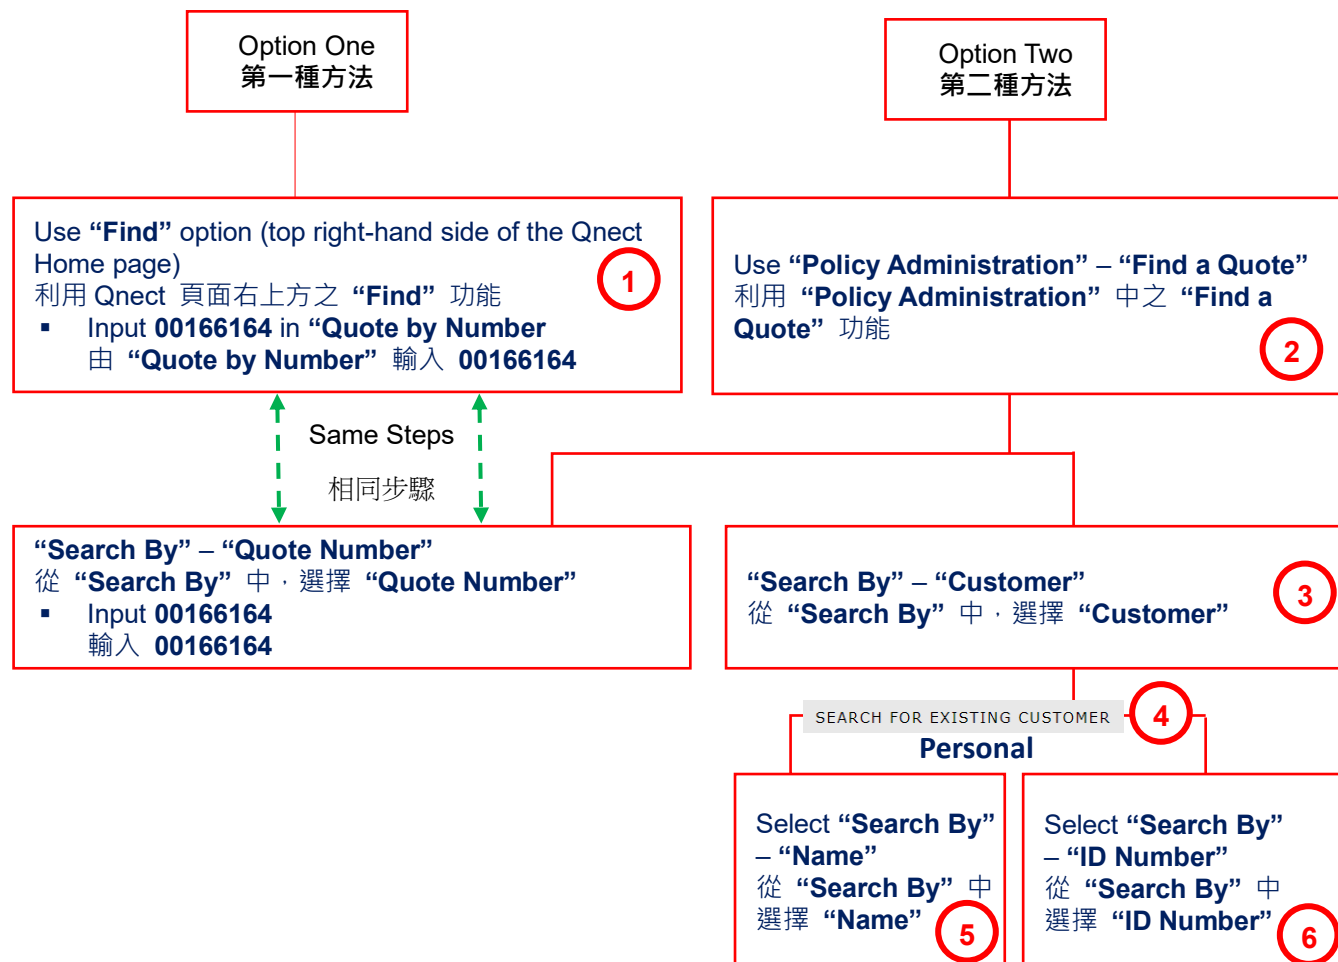 Option One
第一種方法
Option Two
第二種方法
Use “Find” option (top right-hand side of the Qnect
Home page)
利用 Qnect 頁面右上方之 “Find” 功能
▪ Input 00166164 in “Quote by Number
由 “Quote by Number” 輸入 00166164
1
Use “Policy Administration” – “Find a Quote”
利用 “Policy Administration” 中之 “Find a
Quote” 功能
2
Same Steps
相同步驟
“Search By” – “Quote Number”
從 “Search By” 中，選擇 “Quote Number”
▪ Input 00166164
輸入 00166164
“Search By” – “Customer”
從 “Search By” 中，選擇 “Customer”
3
SEARCH FOR EXISTING CUSTOMER
4
Personal
Select “Search By”
– “Name”
從 “Search By” 中
選擇 “Name”
5
Select “Search By”
– “ID Number”
從 “Search By” 中
選擇 “ID Number”
6